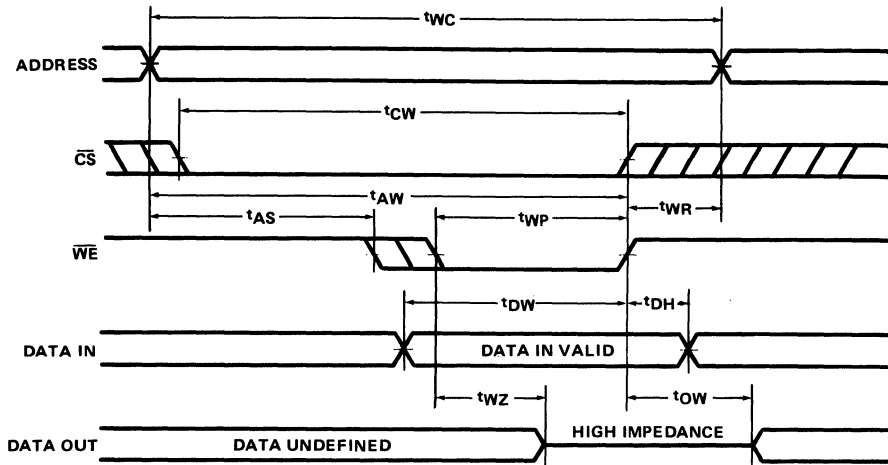 tWC
ADDRESS
tCW
CS
tAW
tAS
tWP
tWR
WE
tDW
tDH
DATA IN
DATA IN VALID
tWZ
tOW
DATA OUT
DATA UNDEFINED
HIGH IMPEDANCE